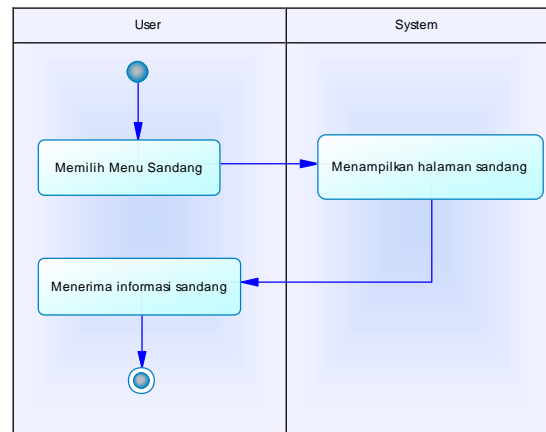 User
System
Memilih Menu Sandang
Menampilkan halaman sandang
Menerima informasi sandang